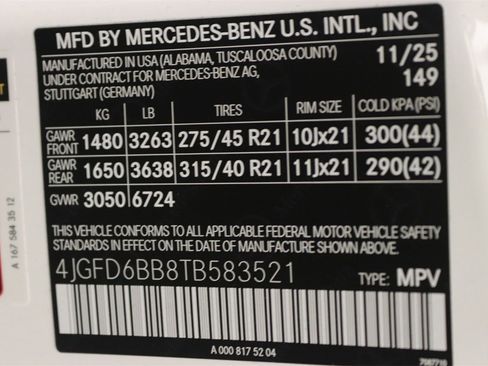 MFD BY MERCEDES-BENZ U.S. INTL., INC
MANUFACTURED IN USA (ALABAMA, TUSCALOOSA COUNTY) 11/25
UNDER CONTRACT FOR MERCEDES-BENZ AG, 149
STUTTGART (GERMANY)
KG LB TIRES RIM SIZE COLD KPA(PSI)
GAWR FRONT 1480 3263 275/45 R21 10Jx21 300(44)
GAWR REAR 1650 3638 315/40 R21 11Jx21 290(42)
GVWR 3050 6724
THIS VEHICLE CONFORMS TO ALL APPLICABLE FEDERAL MOTOR VEHICLE SAFETY
STANDARDS IN EFFECT ON THE DATE OF MANUFACTURE SHOWN ABOVE.
4JGFD6BB8TB583521 TYPE: MPV
A 000 817 52 04
A 167 584 35 12